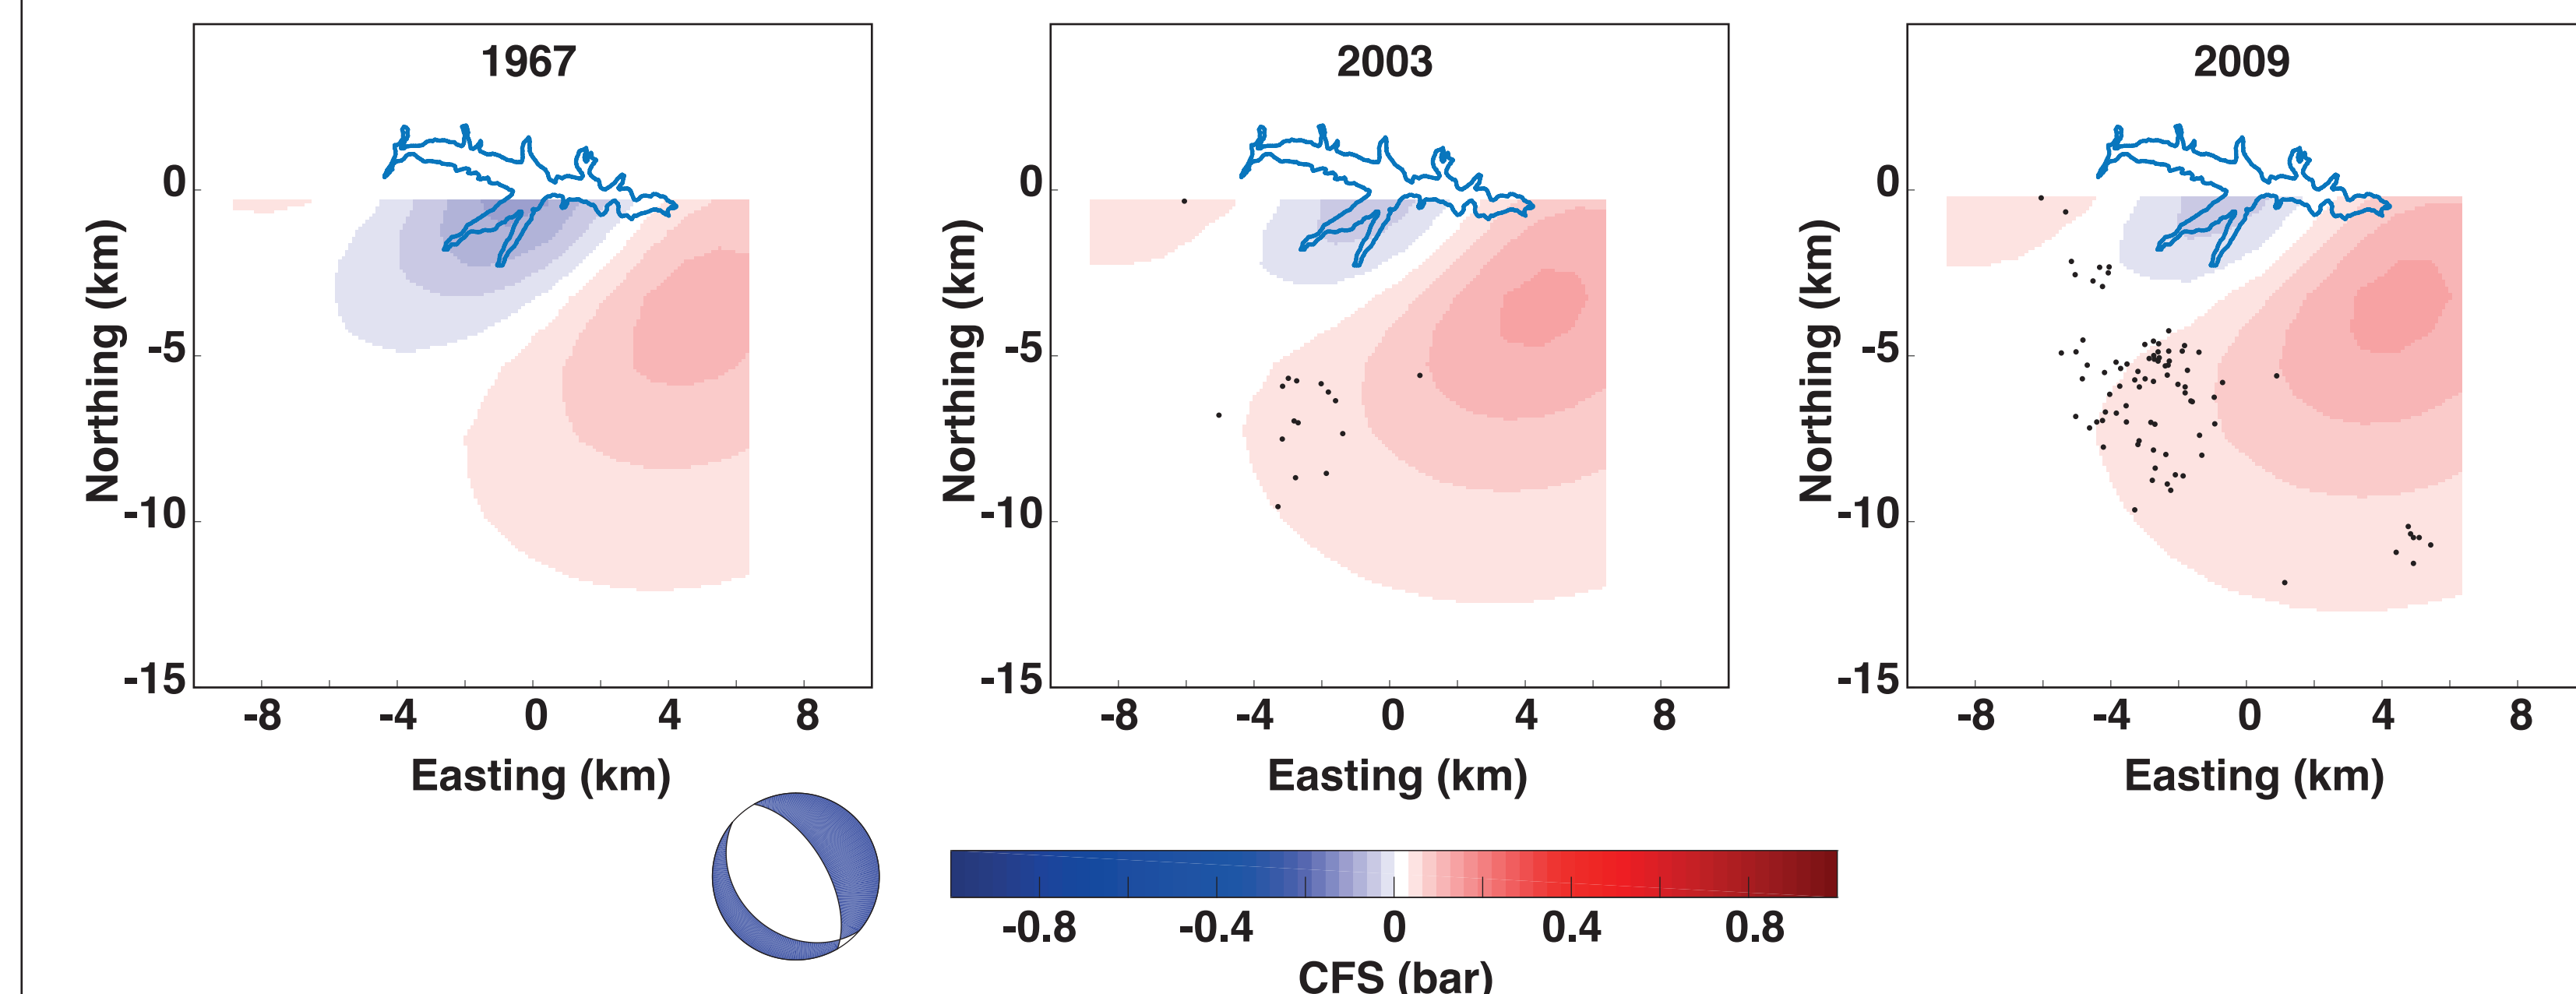 1967 2003 2009
0 0 0
-5 -5 -5
-10 -10 -10
-15 -15 -15
Northing (km) Northing (km) Northing (km)
-8 -4 0 4 8 -8 -4 0 4 8 -8 -4 0 4 8
Easting (km) Easting (km) Easting (km)
-0.8 -0.4 0 0.4 0.8
CFS (bar)